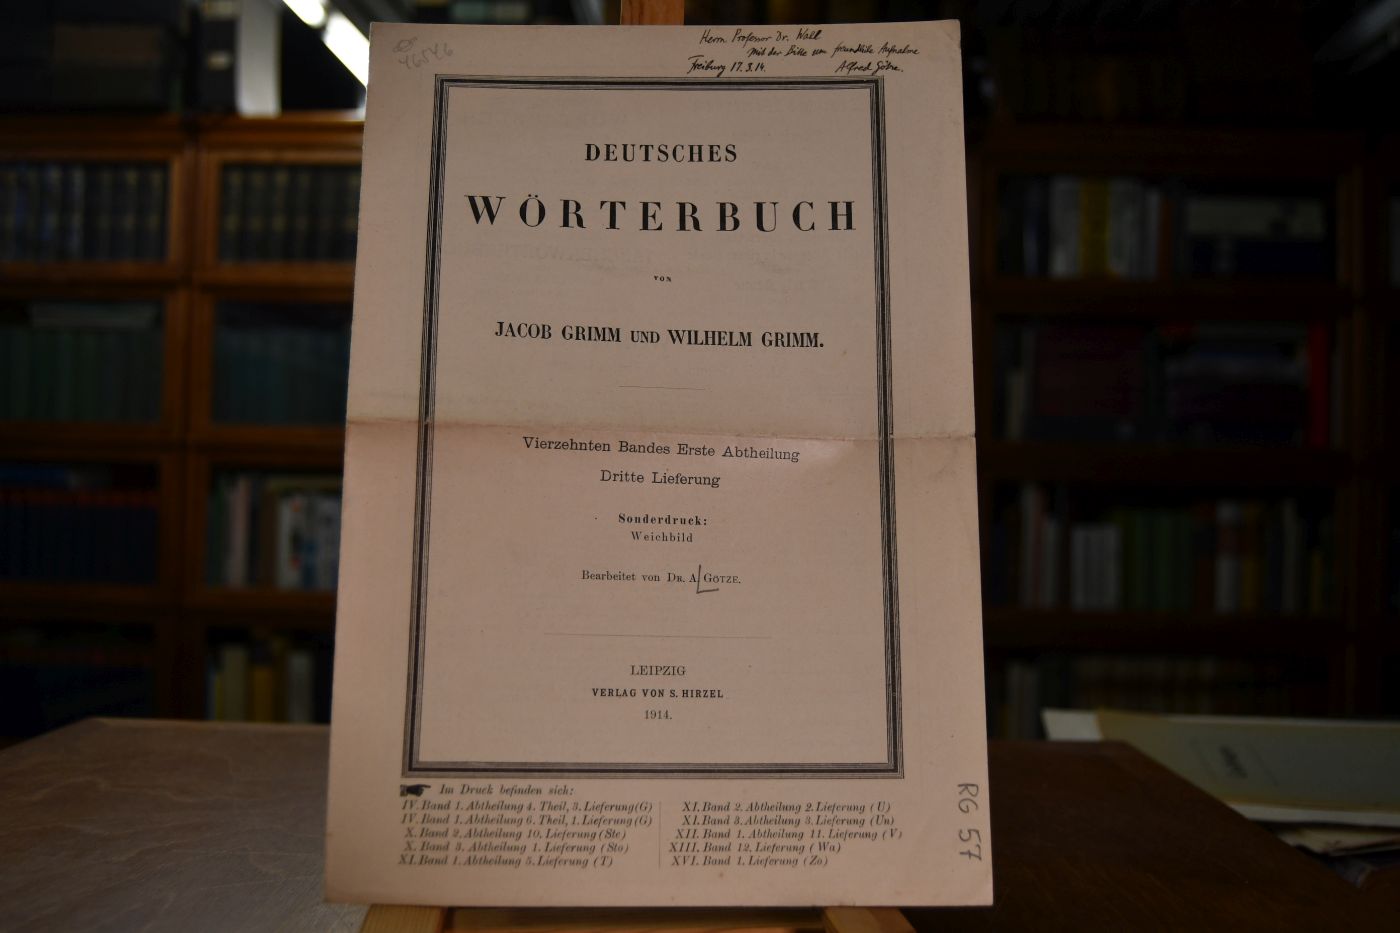 46546
Herrn Professor Dr. Wall
Mit der Bitte um freundliche Aufnahme
Freiburg 17.3.14. Alfred Götze.
DEUTSCHES
WÖRTERBUCH
VON
JACOB GRIMM UND WILHELM GRIMM.
Vierzehnten Bandes Erste Abtheilung
Dritte Lieferung
Sonderdruck:
Weichbild
Bearbeitet von DR. A. GÖTZE.
LEIPZIG
VERLAG VON S. HIRZEL
1914.
Im Druck befinden sich:
IV. Band 1. Abtheilung 4. Theil, 3. Lieferung (G)
IV. Band 1. Abtheilung 6. Theil, 1. Lieferung (G)
X. Band 2. Abtheilung 10. Lieferung (Ste)
X. Band 3. Abtheilung 1. Lieferung (Sto)
XI. Band 1. Abtheilung 5. Lieferung (T)
XI. Band 2. Abtheilung 2. Lieferung (U)
XI. Band 3. Abtheilung 3. Lieferung (Un)
XII. Band 1. Abtheilung 11. Lieferung (V)
XIII. Band 12. Lieferung (Wa)
XVI. Band 1. Lieferung (Zo)
RG 57